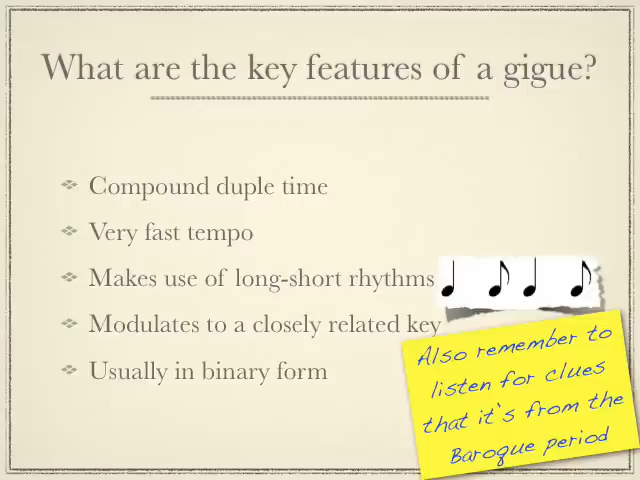 What are the key features of a gigue?
Compound duple time
Very fast tempo
Makes use of long-short rhythms
Modulates to a closely related key
Usually in binary form
Also remember to
listen for clues
that it's from the
Baroque period